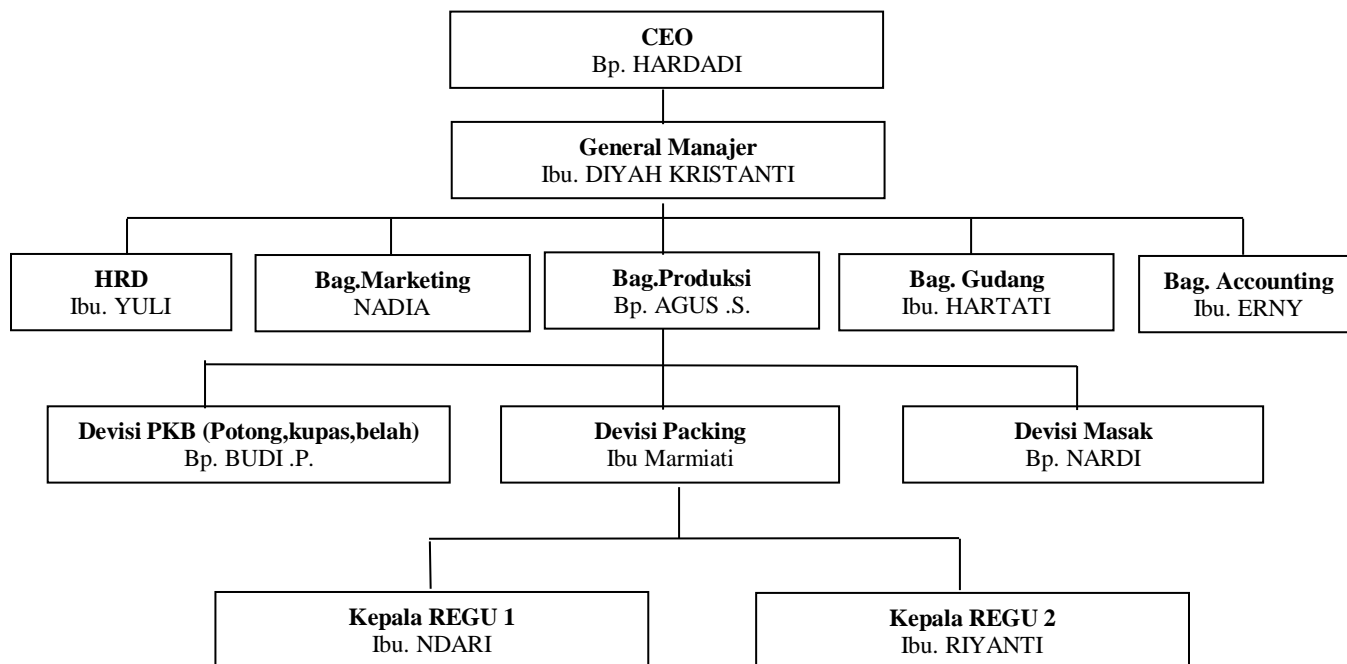 CEO
Bp. HARDADI
General Manajer
Ibu. DIYAH KRISTANTI
HRD
Ibu. YULI
Bag.Marketing
NADIA
Bag.Produksi
Bp. AGUS .S.
Bag. Gudang
Ibu. HARTATI
Bag. Accounting
Ibu. ERNY
Devisi PKB (Potong,kupas,belah)
Bp. BUDI .P.
Devisi Packing
Ibu Marmiati
Devisi Masak
Bp. NARDI
Kepala REGU 1
Ibu. NDARI
Kepala REGU 2
Ibu. RIYANTI